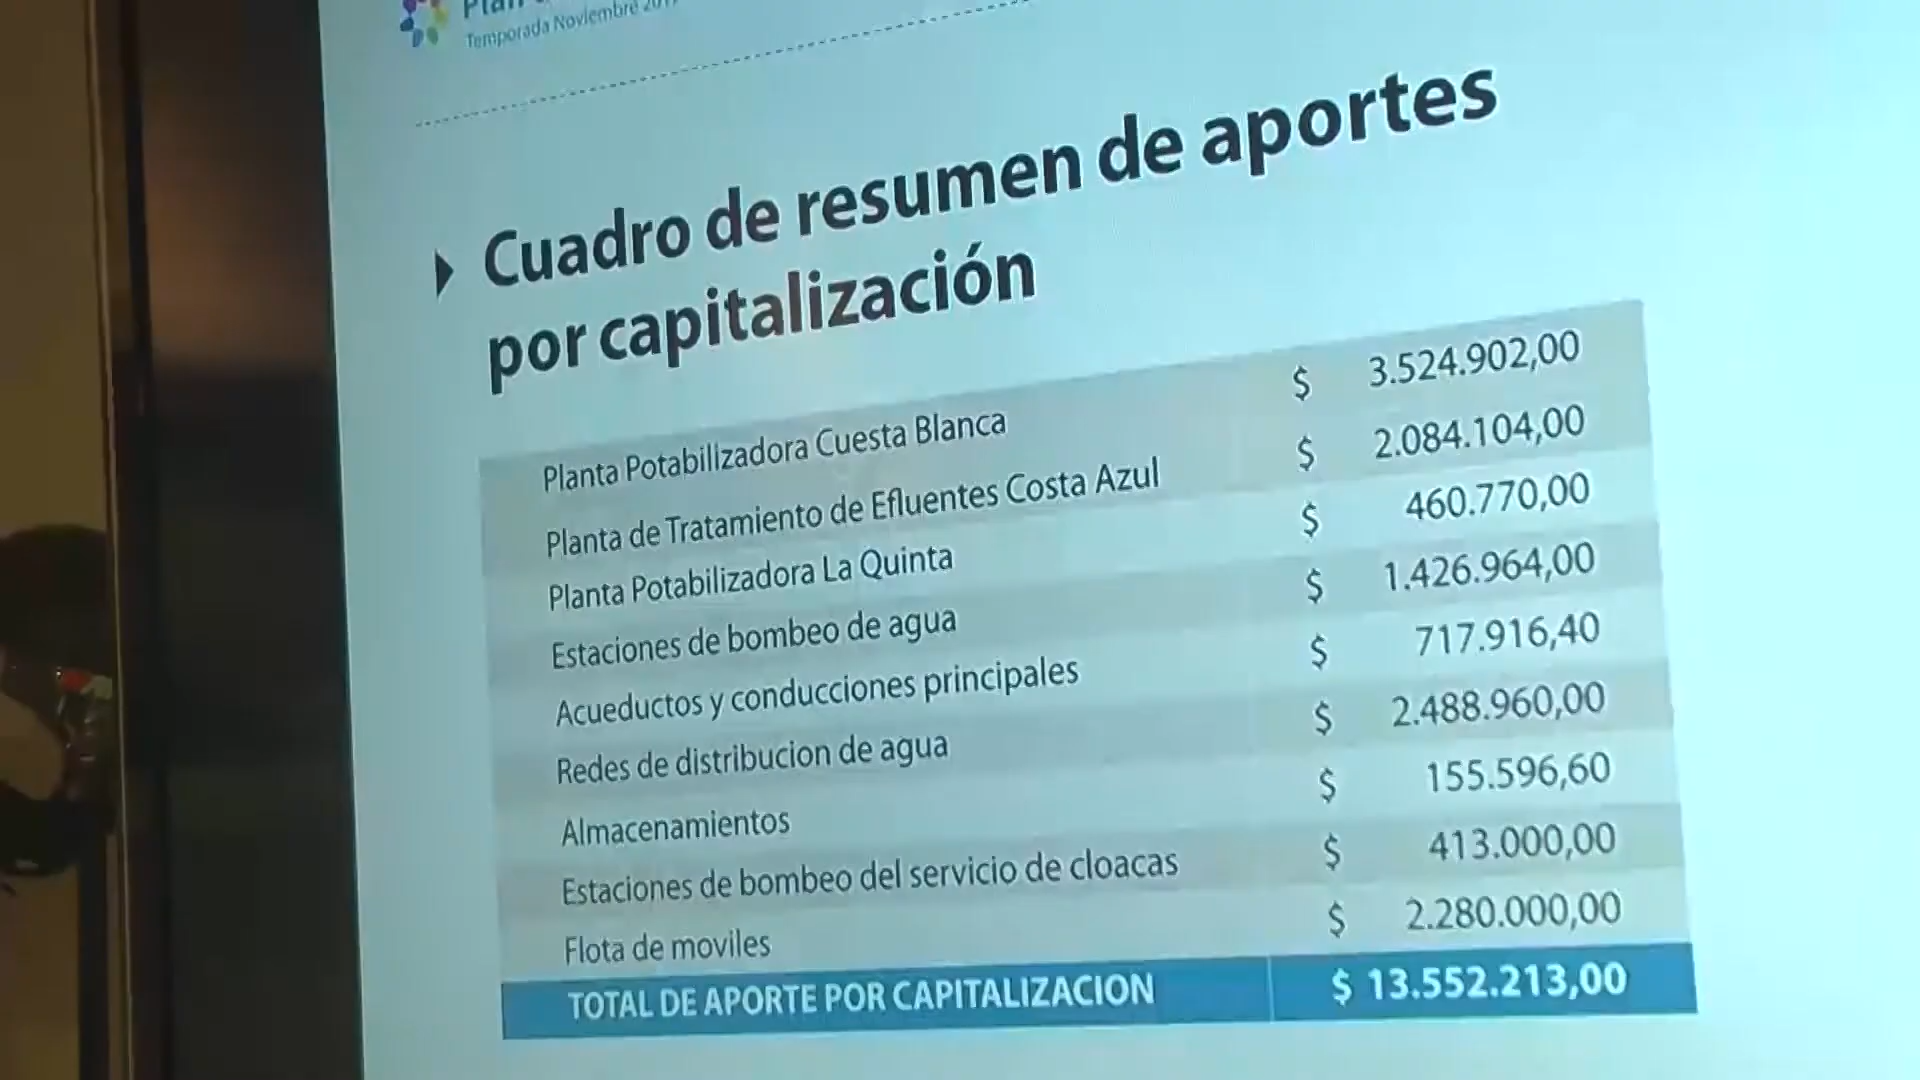 Temporada Noviembre
Cuadro de resumen de aportes
por capitalización
Planta Potabilizadora Cuesta Blanca $ 3.524.902,00
Planta de Tratamiento de Efluentes Costa Azul $ 2.084.104,00
Planta Potabilizadora La Quinta $ 460.770,00
Estaciones de bombeo de agua $ 1.426.964,00
Acueductos y conducciones principales $ 717.916,40
Redes de distribucion de agua $ 2.488.960,00
Almacenamientos $ 155.596,60
Estaciones de bombeo del servicio de cloacas $ 413.000,00
Flota de moviles $ 2.280.000,00
TOTAL DE APORTE POR CAPITALIZACION $ 13.552.213,00